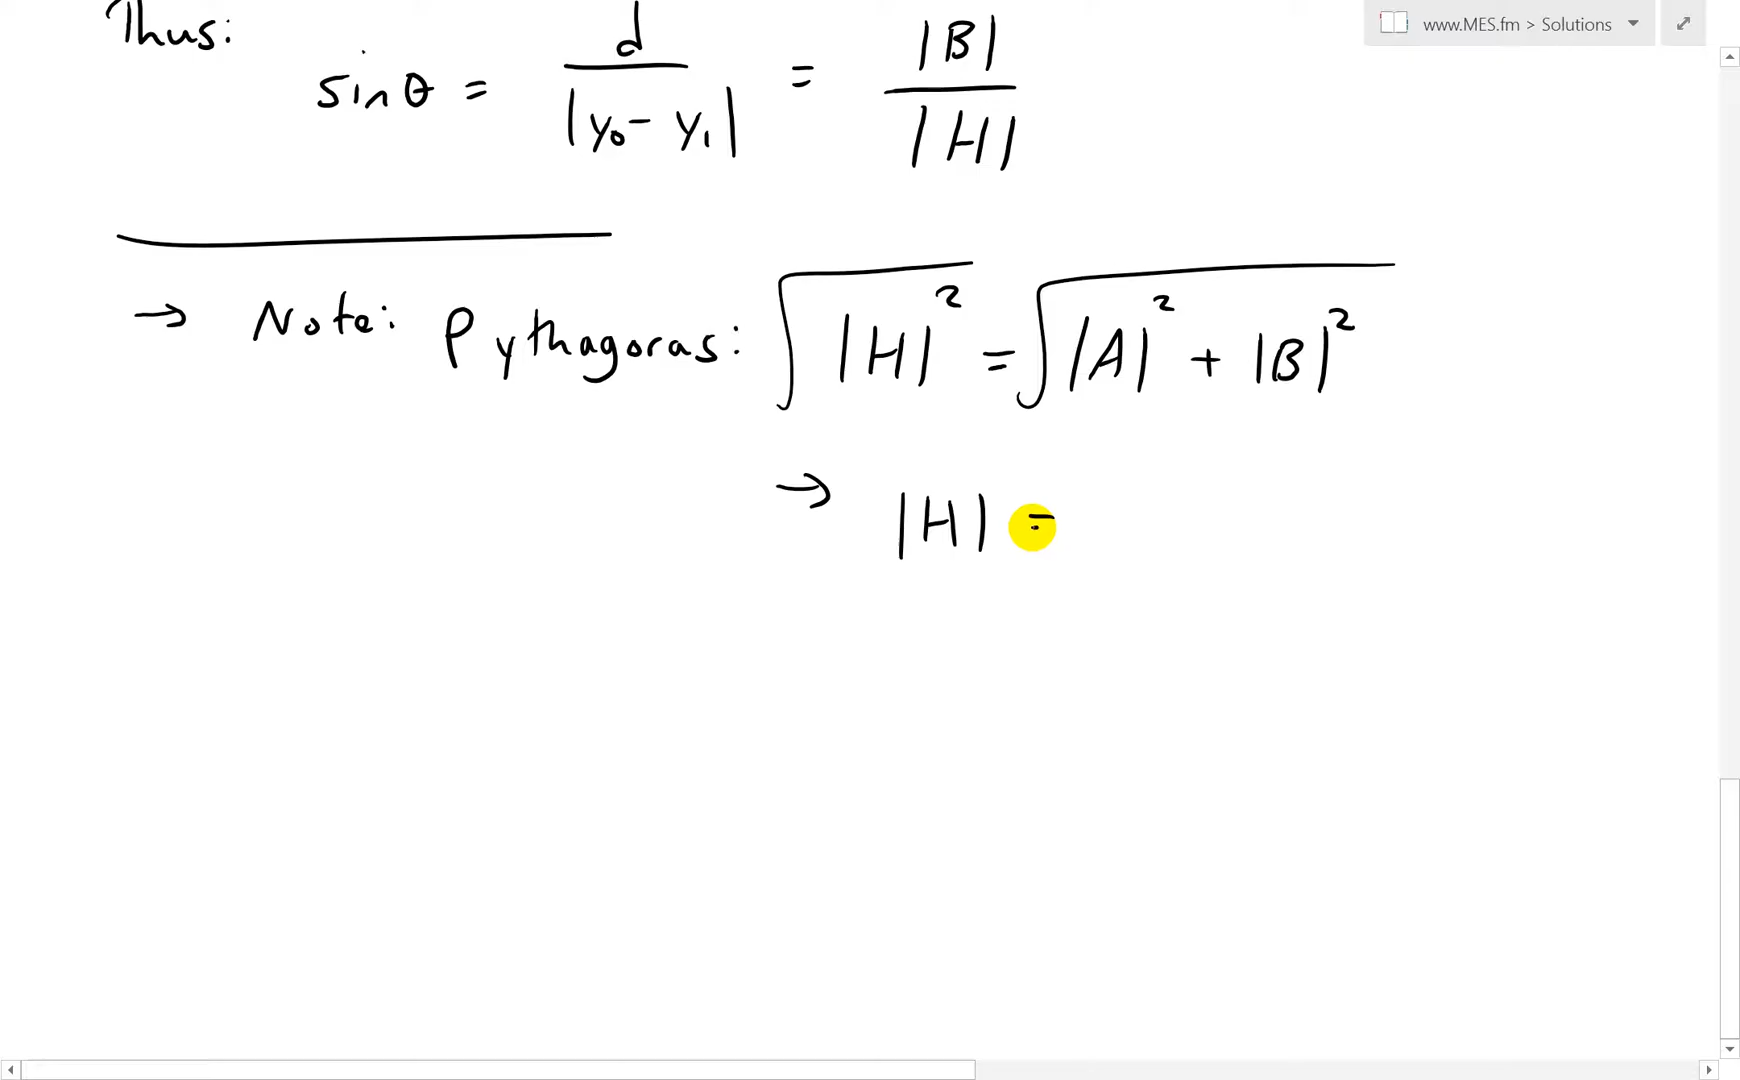 www.MES.fm > Solutions
Thus:
sinθ = d / |y₀ - y₁| = |B| / |H|
→ Note: Pythagoras: √|H|² = √|A|² + |B|²
→ |H| =